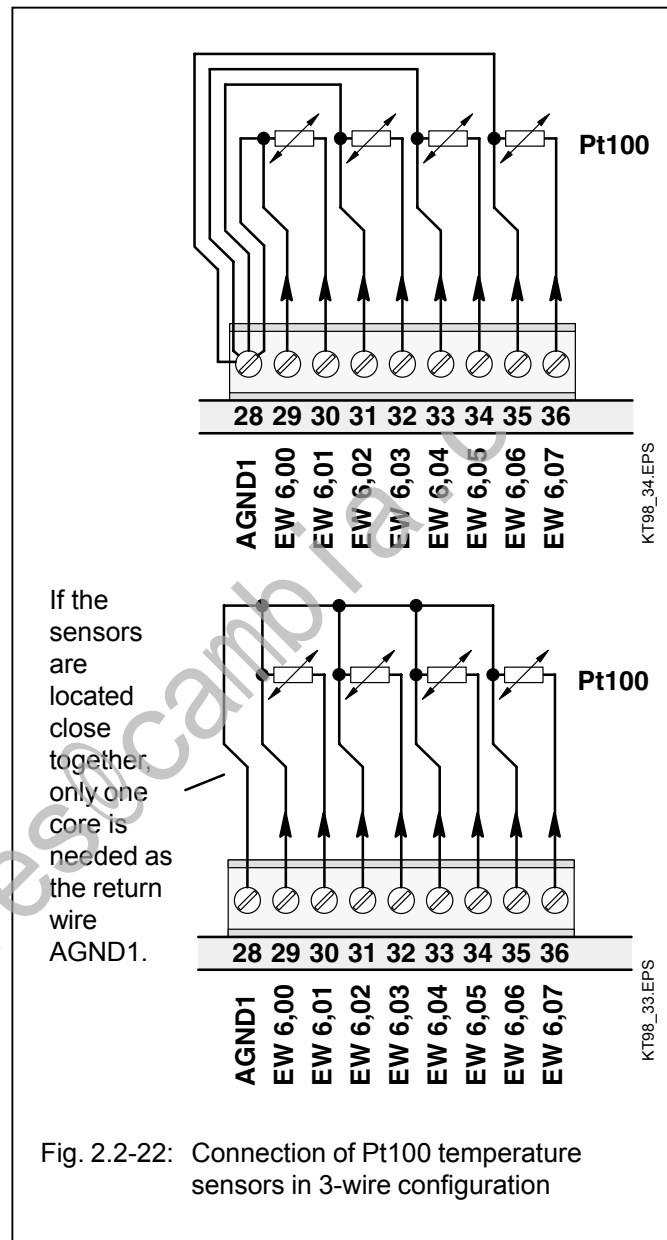 Pt100
28 29 30 31 32 33 34 35 36
AGND1
EW 6,00
EW 6,01
EW 6,02
EW 6,03
EW 6,04
EW 6,05
EW 6,06
EW 6,07
KT98_34.EPS
If the
sensors
are
located
close
together,
only one
core is
needed as
the return
wire
AGND1.
Pt100
28 29 30 31 32 33 34 35 36
AGND1
EW 6,00
EW 6,01
EW 6,02
EW 6,03
EW 6,04
EW 6,05
EW 6,06
EW 6,07
KT98_33.EPS
es@cambia.c
Fig. 2.2-22: Connection of Pt100 temperature
sensors in 3-wire configuration